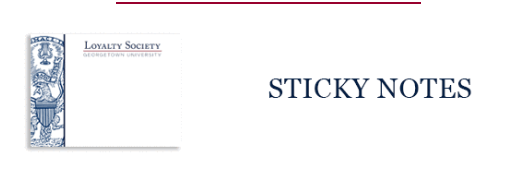 LOYALTY SOCIETY
GEORGETOWN UNIVERSITY
STICKY NOTES